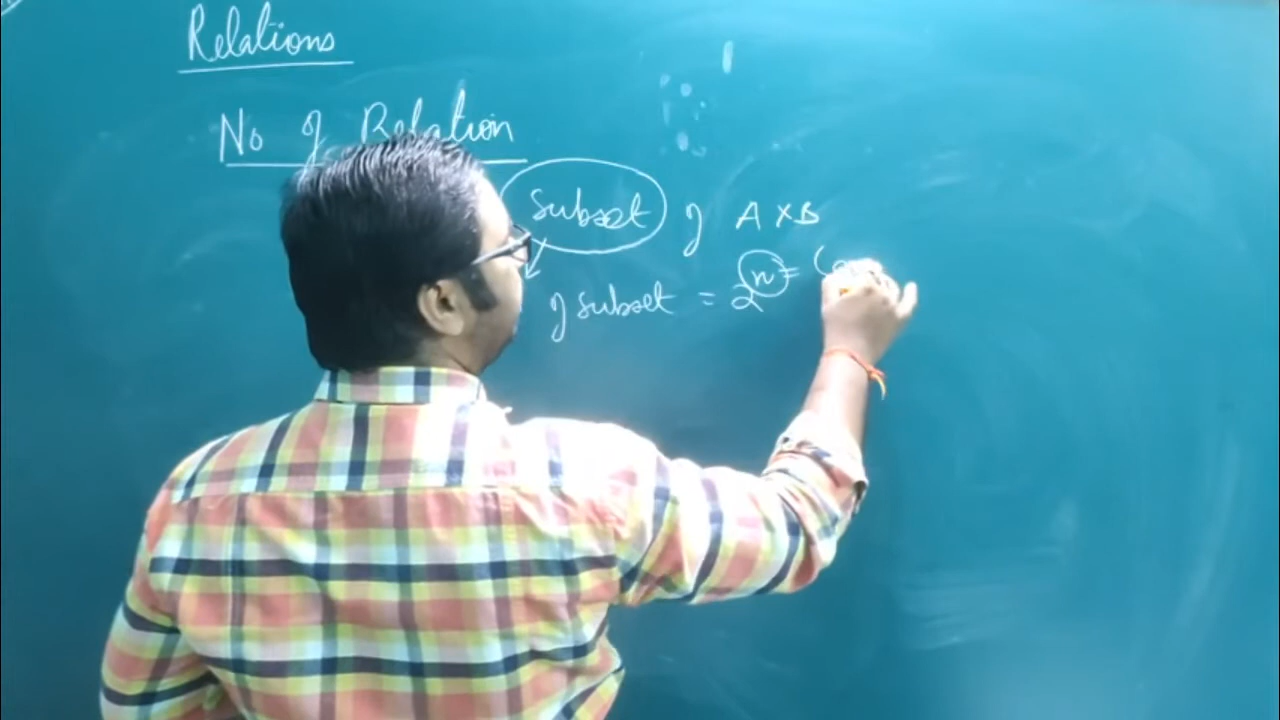 Relations
No of Relation
Subset of A × B
of subset = 2^n =